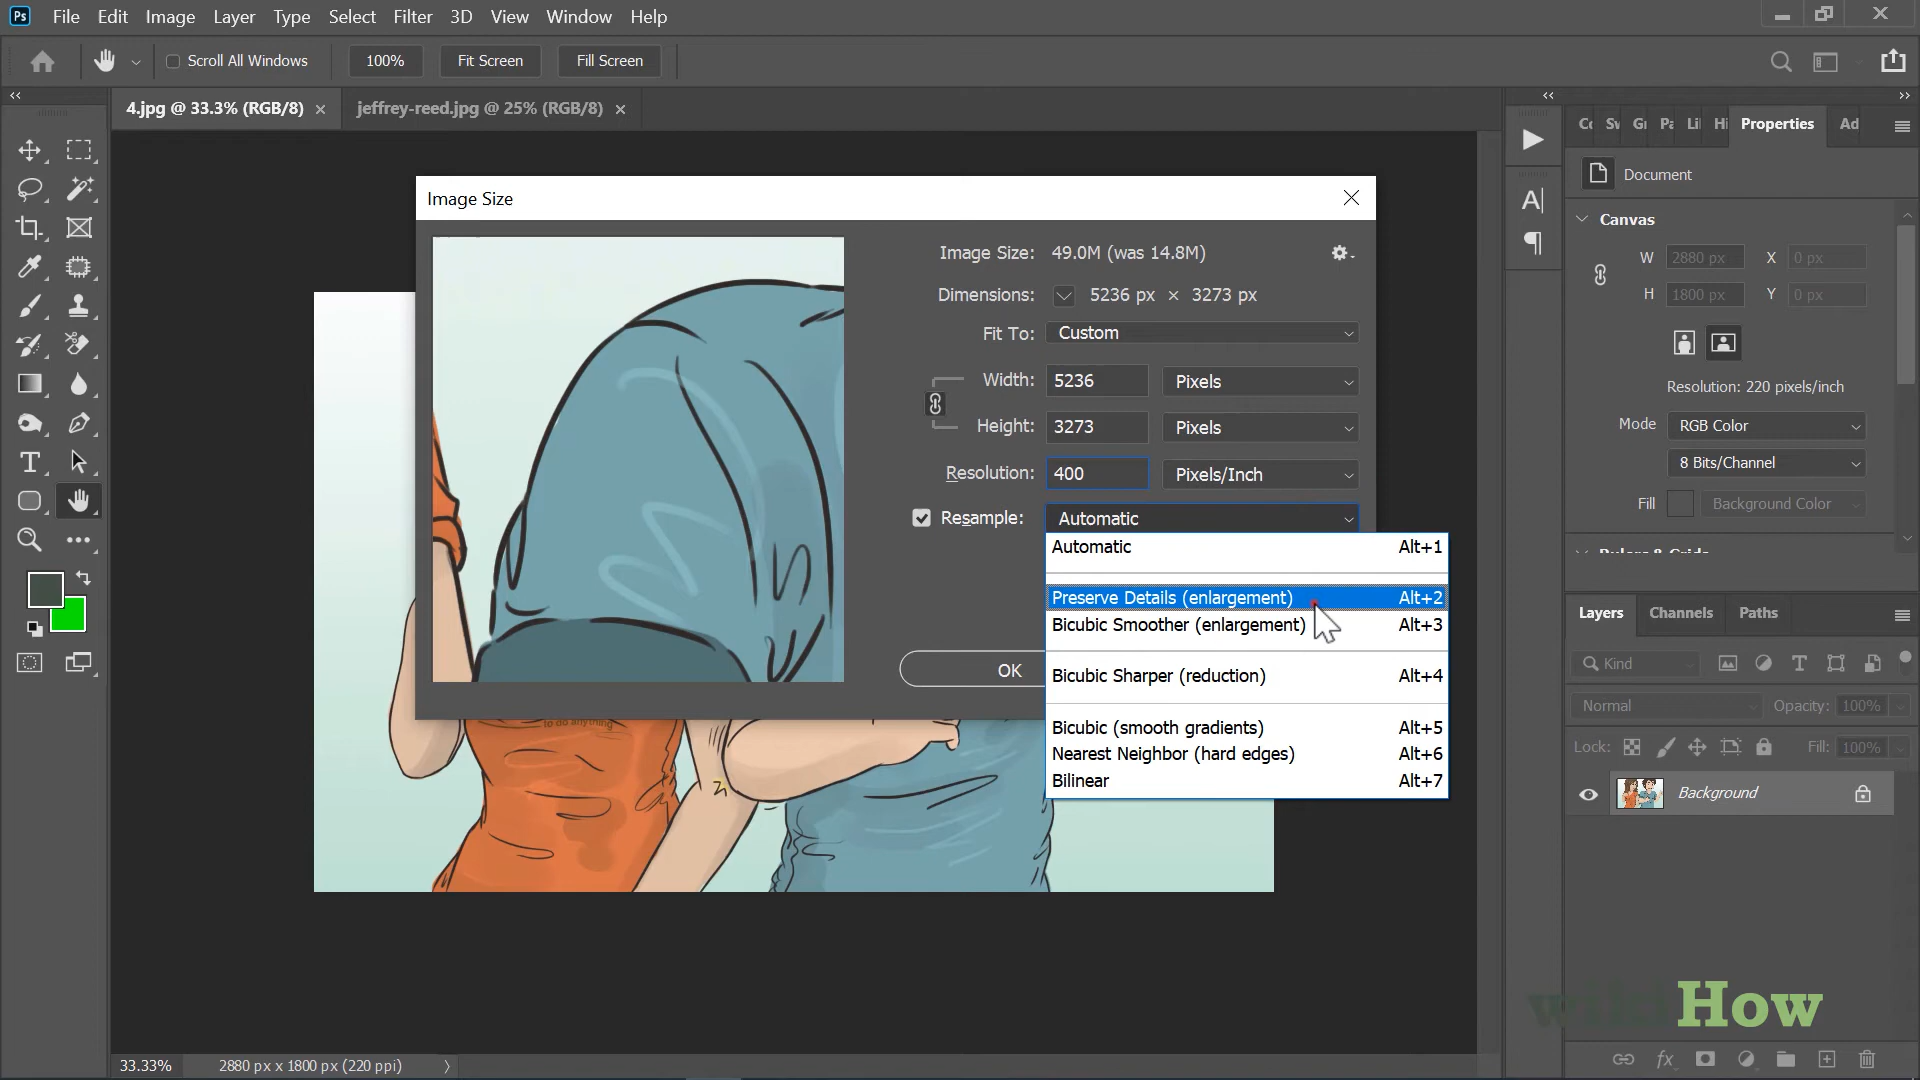 Ps File Edit Image Layer Type Select Filter 3D View Window Help
Scroll All Windows 100% Fit Screen Fill Screen
4.jpg @ 33.3% (RGB/8) jeffrey-reed.jpg @ 25% (RGB/8)
Properties Ad
Document
Canvas
W 2880 px X 0 px
H 1800 px Y 0 px
Resolution: 220 pixels/inch
Mode RGB Color
8 Bits/Channel
Fill Background Color
Rulers & Grids
Image Size
Image Size: 49.0M (was 14.8M)
Dimensions: 5236 px × 3273 px
Fit To: Custom
Width: 5236 Pixels
Height: 3273 Pixels
Resolution: 400 Pixels/Inch
Resample: Automatic
Automatic Alt+1
Preserve Details (enlargement) Alt+2
Bicubic Smoother (enlargement) Alt+3
Bicubic Sharper (reduction) Alt+4
Bicubic (smooth gradients) Alt+5
Nearest Neighbor (hard edges) Alt+6
Bilinear Alt+7
OK
to do anything
Layers Channels Paths
Kind
Normal Opacity: 100%
Lock: Fill: 100%
Background
wikiHow
fx
33.33% 2880 px x 1800 px (220 ppi)